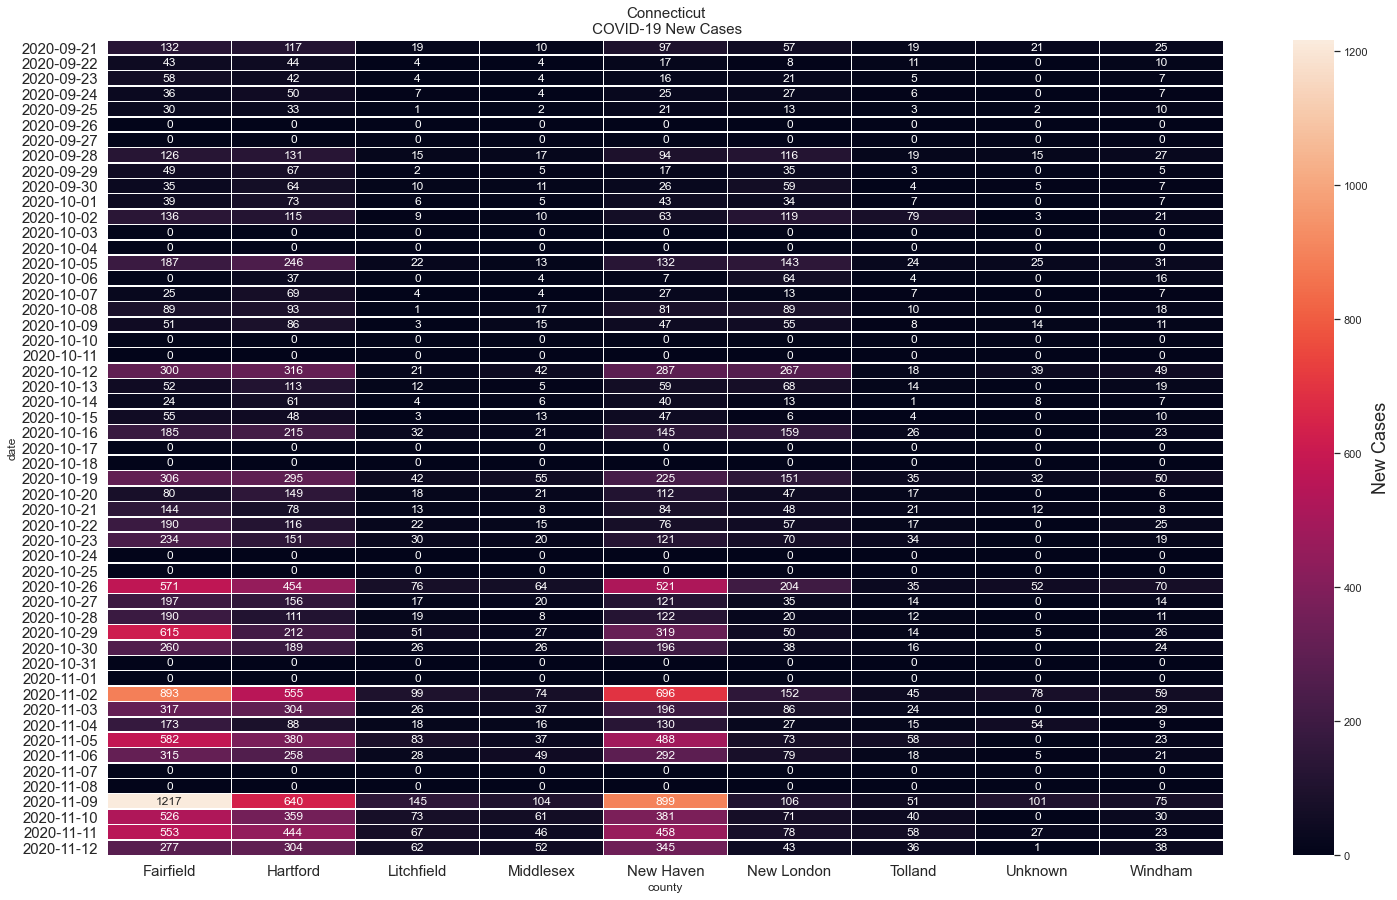 Connecticut
COVID-19 New Cases
2020-09-21 132 117 19 10 97 57 19 21 25
2020-09-22 43 44 4 4 17 8 11 0 10
2020-09-23 58 42 4 4 16 21 5 0 7
2020-09-24 36 50 7 4 25 27 6 0 7
2020-09-25 30 33 1 2 21 13 3 2 10
2020-09-26 0 0 0 0 0 0 0 0 0
2020-09-27 0 0 0 0 0 0 0 0 0
2020-09-28 126 131 15 17 94 116 19 15 27
2020-09-29 49 67 2 5 17 35 3 0 5
2020-09-30 35 64 10 11 26 59 4 5 7
2020-10-01 39 73 6 5 43 34 7 0 7
2020-10-02 136 115 9 10 63 119 79 3 21
2020-10-03 0 0 0 0 0 0 0 0 0
2020-10-04 0 0 0 0 0 0 0 0 0
2020-10-05 187 246 22 13 132 143 24 25 31
2020-10-06 0 37 0 4 7 64 4 0 16
2020-10-07 25 69 4 4 27 13 7 0 7
2020-10-08 89 93 1 17 81 89 10 0 18
2020-10-09 51 86 3 15 47 55 8 14 11
2020-10-10 0 0 0 0 0 0 0 0 0
2020-10-11 0 0 0 0 0 0 0 0 0
2020-10-12 300 316 21 42 287 267 18 39 49
2020-10-13 52 113 12 5 59 68 14 0 19
2020-10-14 24 61 4 6 40 13 1 8 7
2020-10-15 55 48 3 13 47 6 4 0 10
2020-10-16 185 215 32 21 145 159 26 0 23
2020-10-17 0 0 0 0 0 0 0 0 0
2020-10-18 0 0 0 0 0 0 0 0 0
2020-10-19 306 295 42 55 225 151 35 32 50
2020-10-20 80 149 18 21 112 47 17 0 6
2020-10-21 144 78 13 8 84 48 21 12 8
2020-10-22 190 116 22 15 76 57 17 0 25
2020-10-23 234 151 30 20 121 70 34 0 19
2020-10-24 0 0 0 0 0 0 0 0 0
2020-10-25 0 0 0 0 0 0 0 0 0
2020-10-26 571 454 76 64 521 204 35 52 70
2020-10-27 197 156 17 20 121 35 14 0 14
2020-10-28 190 111 19 8 122 20 12 0 11
2020-10-29 615 212 51 27 319 50 14 5 26
2020-10-30 260 189 26 26 196 38 16 0 24
2020-10-31 0 0 0 0 0 0 0 0 0
2020-11-01 0 0 0 0 0 0 0 0 0
2020-11-02 893 555 99 74 696 152 45 78 59
2020-11-03 317 304 26 37 196 86 24 0 29
2020-11-04 173 88 18 16 130 27 15 54 9
2020-11-05 582 380 83 37 488 73 58 0 23
2020-11-06 315 258 28 49 292 79 18 5 21
2020-11-07 0 0 0 0 0 0 0 0 0
2020-11-08 0 0 0 0 0 0 0 0 0
2020-11-09 1217 640 145 104 899 106 51 101 75
2020-11-10 526 359 73 61 381 71 40 0 30
2020-11-11 553 444 67 46 458 78 58 27 23
2020-11-12 277 304 62 52 345 43 36 1 38
Fairfield Hartford Litchfield Middlesex New Haven New London Tolland Unknown Windham
county
date
1200
1000
800
600
400
200
0
New Cases